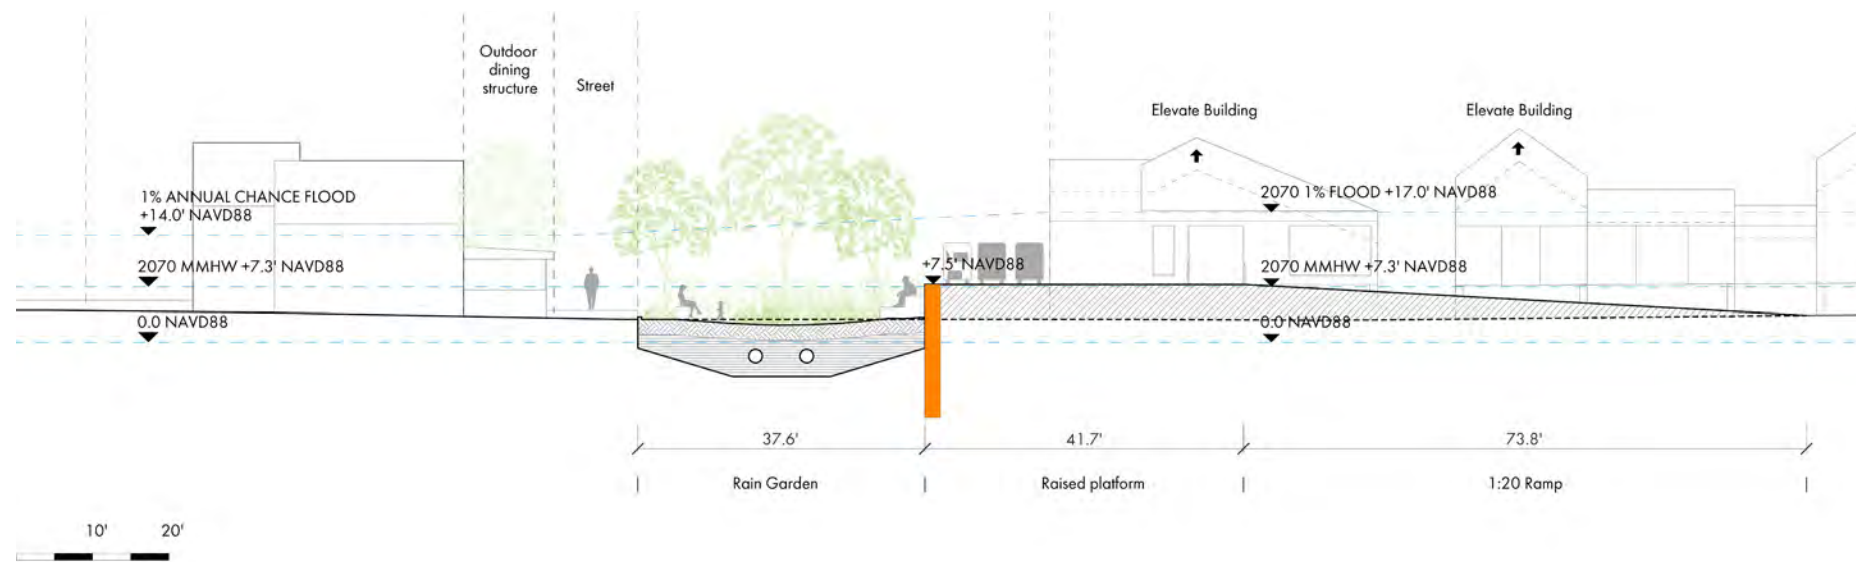 Outdoor
dining
structure
Street
Elevate Building
Elevate Building
1% ANNUAL CHANCE FLOOD
+14.0' NAVD88
2070 1% FLOOD +17.0' NAVD88
2070 MMHW +7.3' NAVD88
+7.5' NAVD88
2070 MMHW +7.3' NAVD88
0.0 NAVD88
0.0 NAVD88
37.6'
41.7'
73.8'
Rain Garden
Raised platform
1:20 Ramp
10'
20'